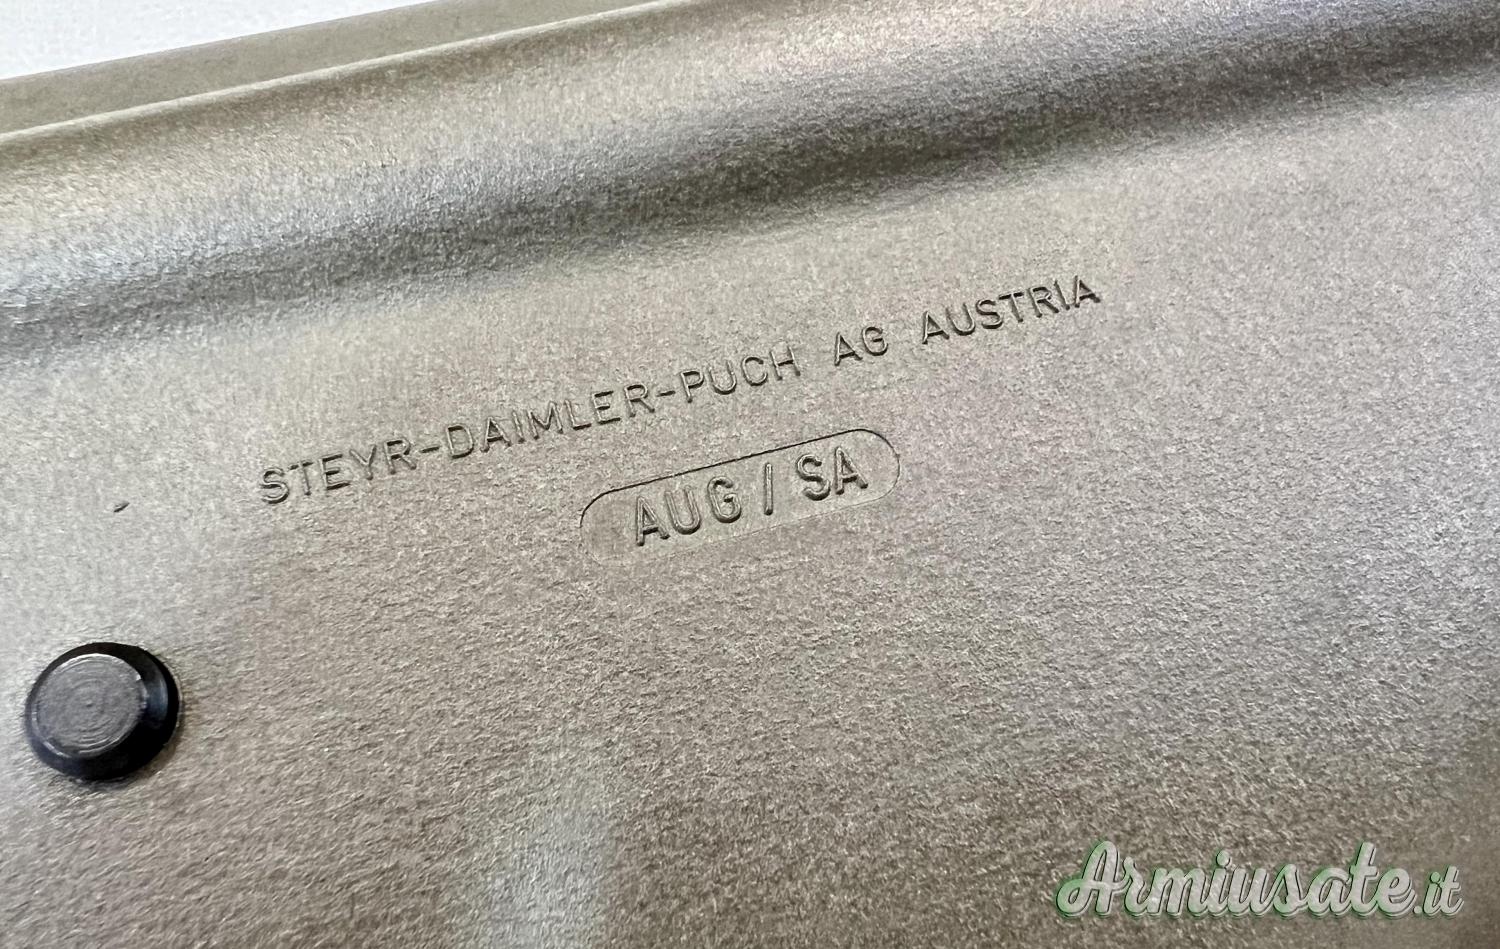 STEYR-DAIMLER-PUCH AG AUSTRIA
AUG / SA
Armiusate.it